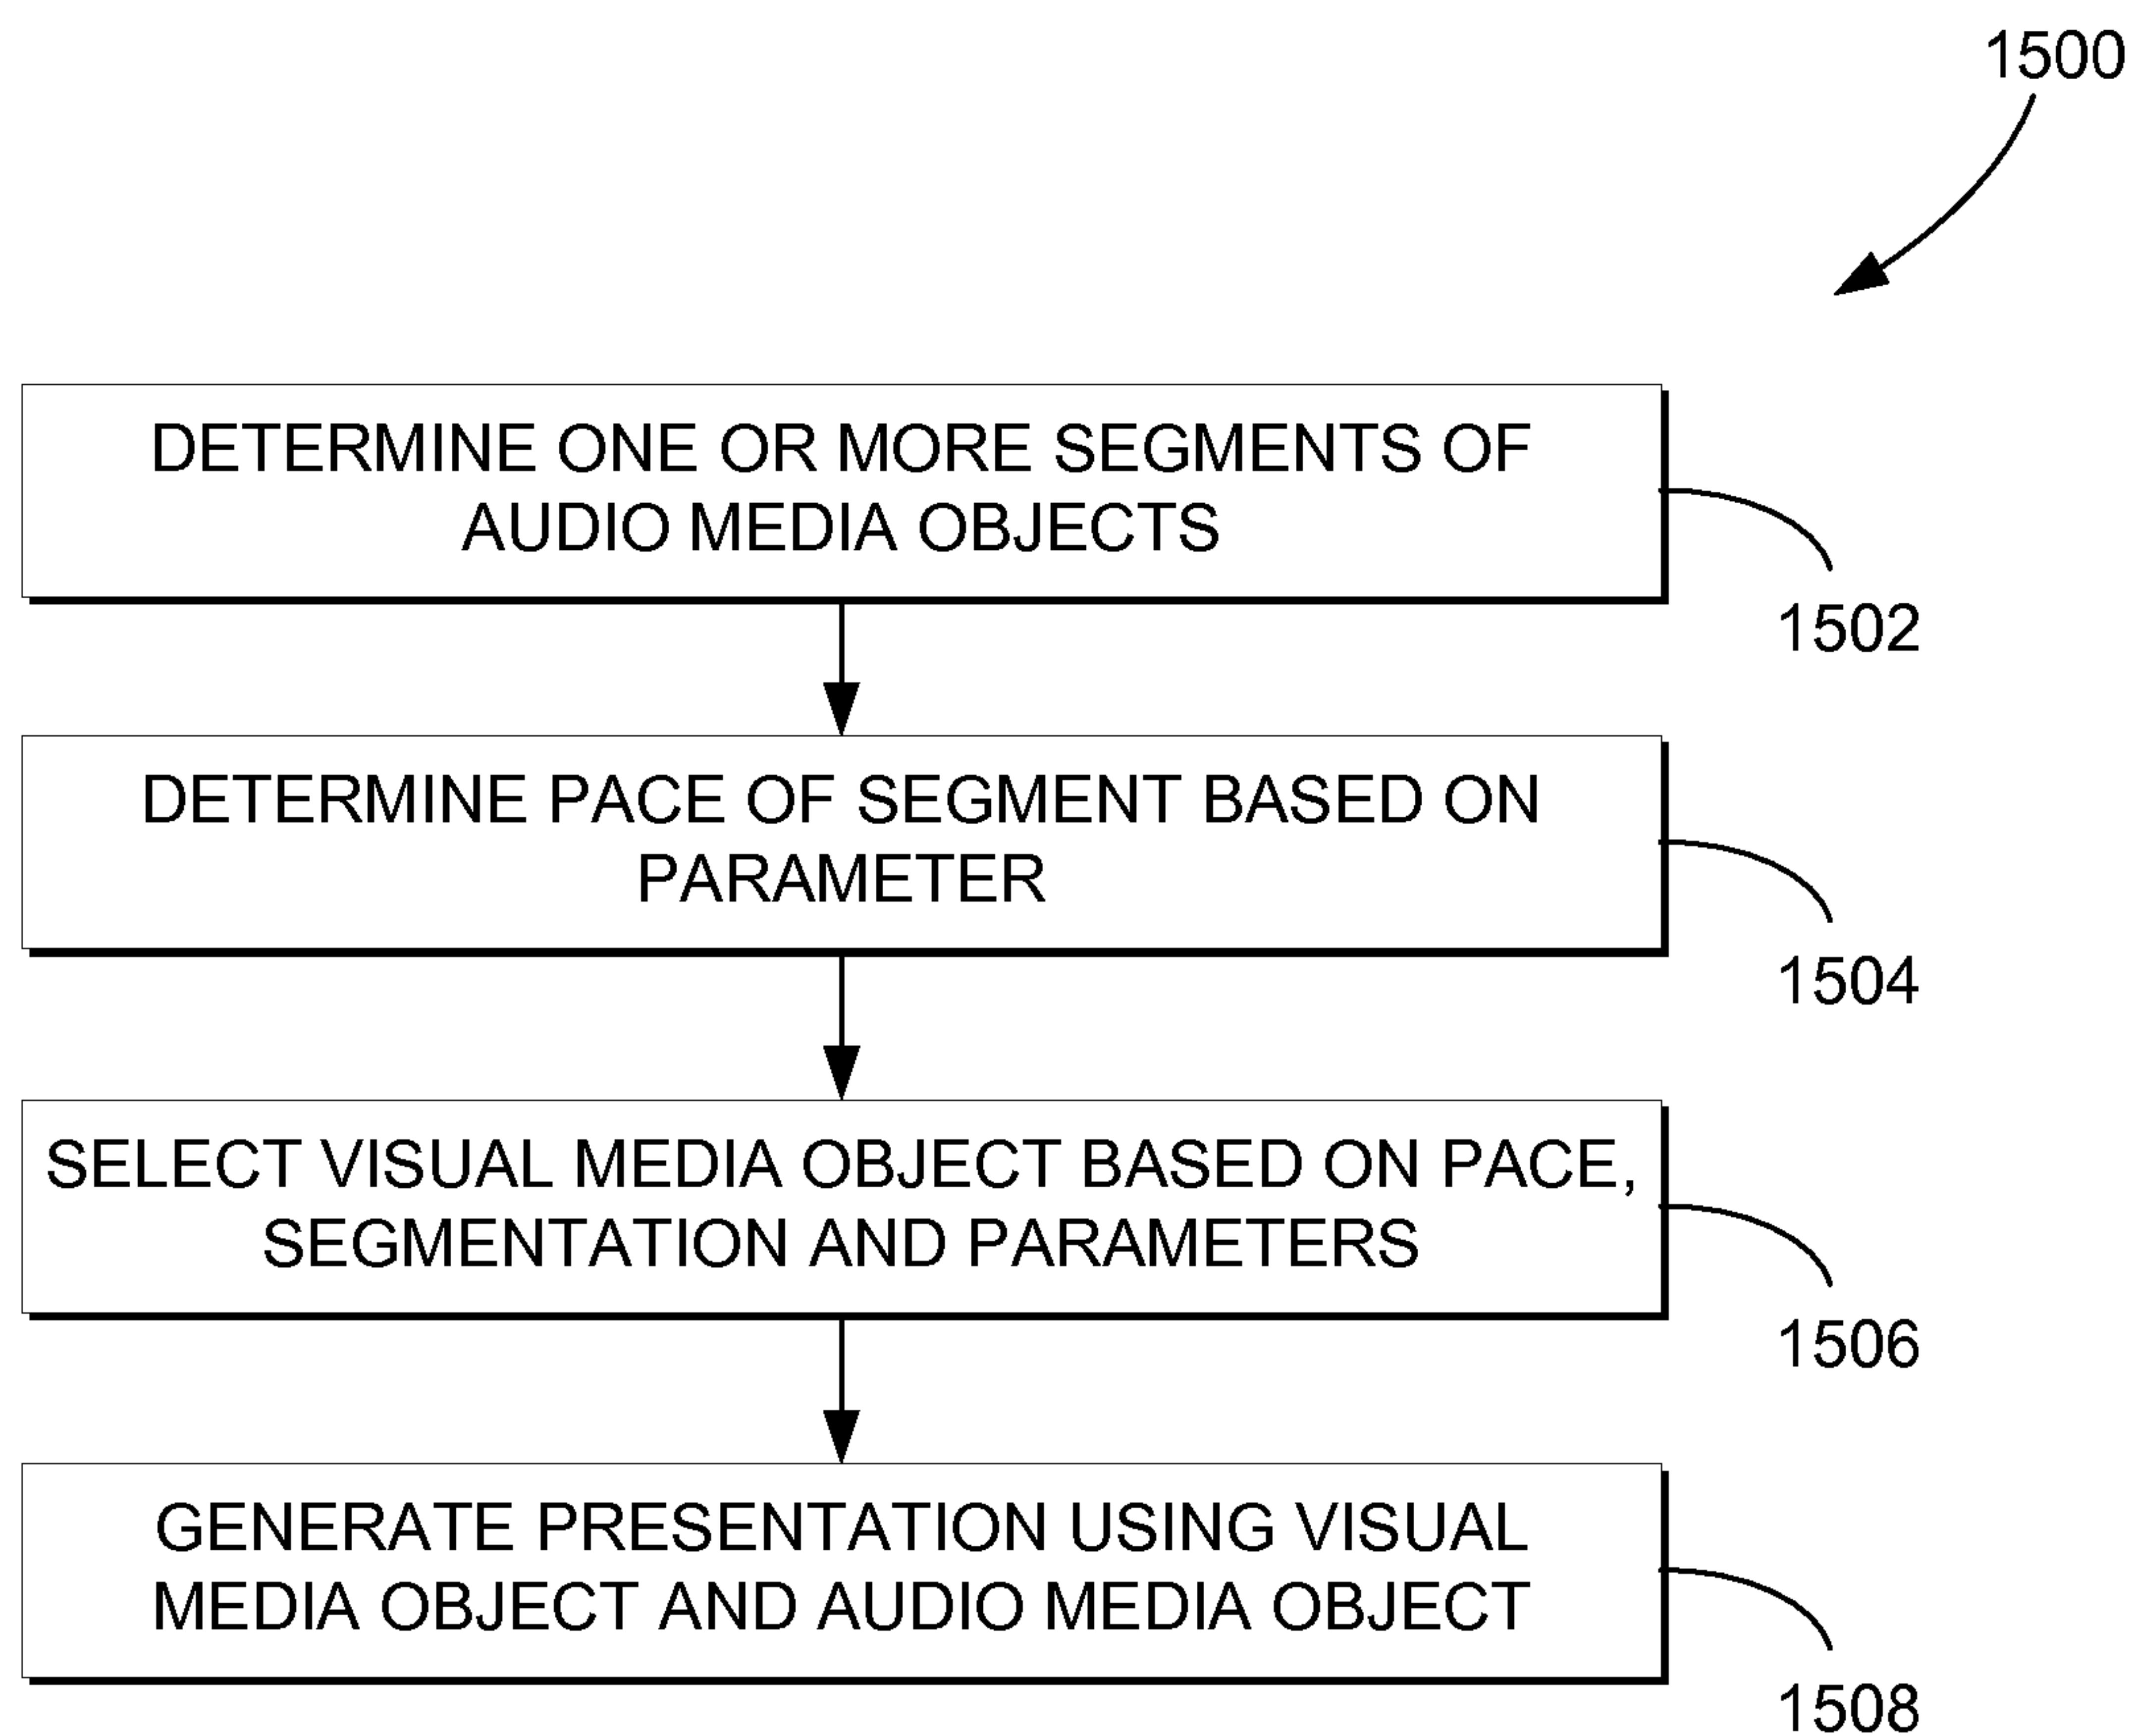 1500
DETERMINE ONE OR MORE SEGMENTS OF
AUDIO MEDIA OBJECTS
1502
DETERMINE PACE OF SEGMENT BASED ON
PARAMETER
1504
SELECT VISUAL MEDIA OBJECT BASED ON PACE,
SEGMENTATION AND PARAMETERS
1506
GENERATE PRESENTATION USING VISUAL
MEDIA OBJECT AND AUDIO MEDIA OBJECT
1508